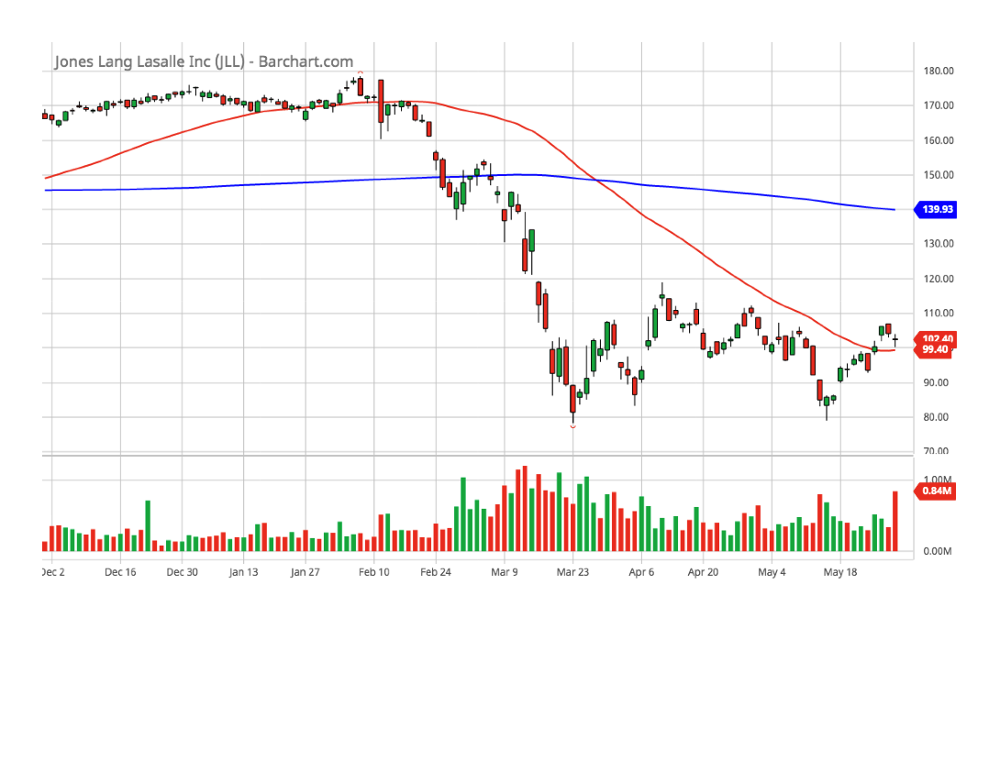 Jones Lang Lasalle Inc (JLL) - Barchart.com
180.00
170.00
160.00
150.00
139.93
130.00
120.00
110.00
102.40
99.40
90.00
80.00
70.00
1.00M
0.84M
0.00M
Dec 2 Dec 16 Dec 30 Jan 13 Jan 27 Feb 10 Feb 24 Mar 9 Mar 23 Apr 6 Apr 20 May 4 May 18